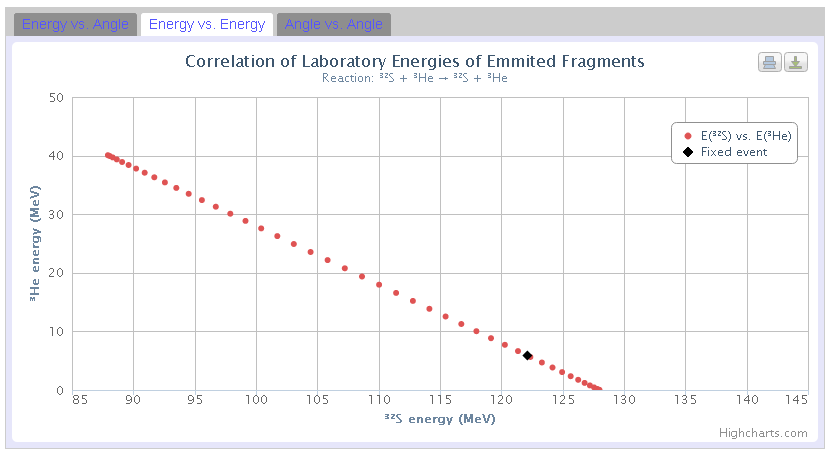 Energy vs. Angle
Energy vs. Energy
Angle vs. Angle
Correlation of Laboratory Energies of Emmited Fragments
Reaction: ³²S + ³He → ³²S + ³He
E(³²S) vs. E(³He)
Fixed event
³He energy (MeV)
50
40
30
20
10
0
85 90 95 100 105 110 115 120 125 130 135 140 145
³²S energy (MeV)
Highcharts.com